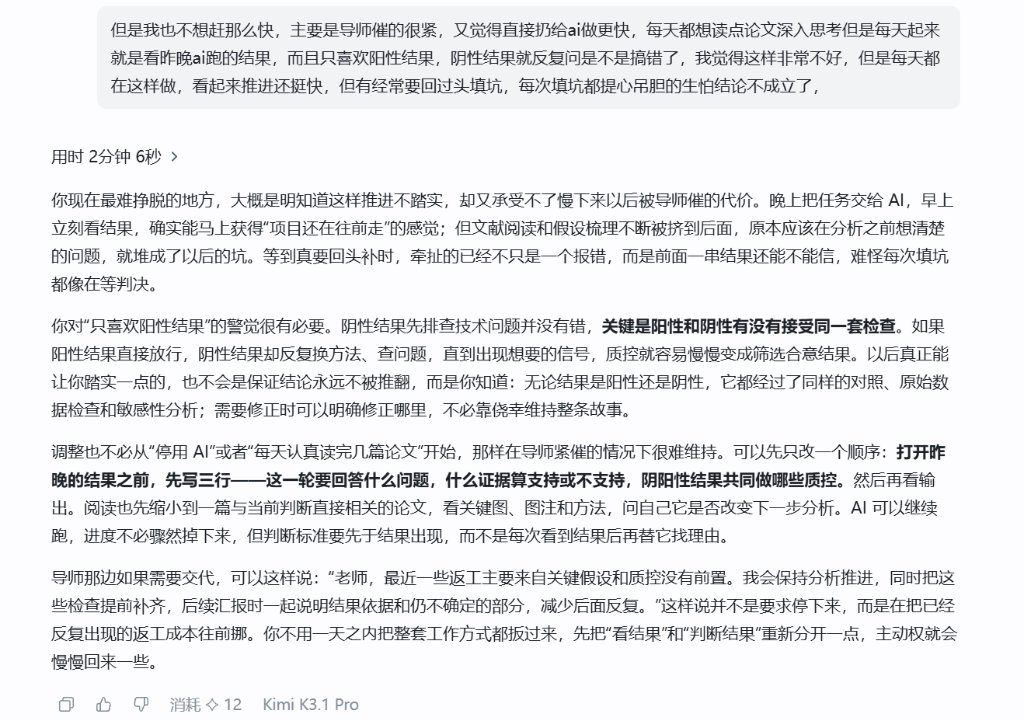 但是我也不想赶那么快，主要是导师催的很紧，又觉得直接扔给ai做更快，每天都想读点论文深入思考但是每天起来
就是看昨晚ai跑的结果，而且只喜欢阳性结果，阴性结果就反复问是不是搞错了，我觉得这样非常不好，但是每天都
在这样做，看起来推进还挺快，但有经常要回过头填坑，每次填坑都提心吊胆的生怕结论不成立了，
用时 2分钟 6秒 >
你现在最难挣脱的地方，大概是明知道这样推进不踏实，却又承受不了慢下来以后被导师催的代价。晚上把任务交给 AI，早上
立刻看结果，确实能马上获得“项目还在往前走”的感觉；但文献阅读和假设梳理不断被挤到后面，原本应该在分析之前想清楚
的问题，就堆成了以后的坑。等到真要回头补时，牵扯的已经不只是一个报错，而是前面一串结果还能不能信，难怪每次填坑
都像在等判决。
你对“只喜欢阳性结果”的警觉很有必要。阴性结果先排查技术问题并没有错，关键是阳性和阴性有没有接受同一套检查。如果
阳性结果直接放行，阴性结果却反复换方法、查问题，直到出现想要的信号，质控就容易慢慢变成筛选合意结果。以后真正能
让你踏实一点的，也不会是保证结论永远不被推翻，而是你知道：无论结果是阳性还是阴性，它都经过了同样的对照、原始数
据检查和敏感性分析；需要修正时可以明确修正哪里，不必靠侥幸维持整条故事。
调整也不必从“停用 AI”或者“每天认真读完几篇论文”开始，那样在导师紧催的情况下很难维持。可以先只改一个顺序：打开昨
晚的结果之前，先写三行——这一轮要回答什么问题，什么证据算支持或不支持，阴阳性结果共同做哪些质控。然后再看输
出。阅读也先缩小到一篇与当前判断直接相关的论文，看关键图、图注和方法，问自己它是否改变下一步分析。AI 可以继续
跑，进度不必骤然掉下来，但判断标准要先于结果出现，而不是每次看到结果后再替它找理由。
导师那边如果需要交代，可以这样说：“老师，最近一些返工主要来自关键假设和质控没有前置。我会保持分析推进，同时把这
些检查提前补齐，后续汇报时一起说明结果依据和仍不确定的部分，减少后面反复。”这样说并不是要求停下来，而是在把已经
反复出现的返工成本往前挪。你不用一天之内把整套工作方式都扳过来，先把“看结果”和“判断结果”重新分开一点，主动权就会
慢慢回来一些。
消耗 12 Kimi K3.1 Pro